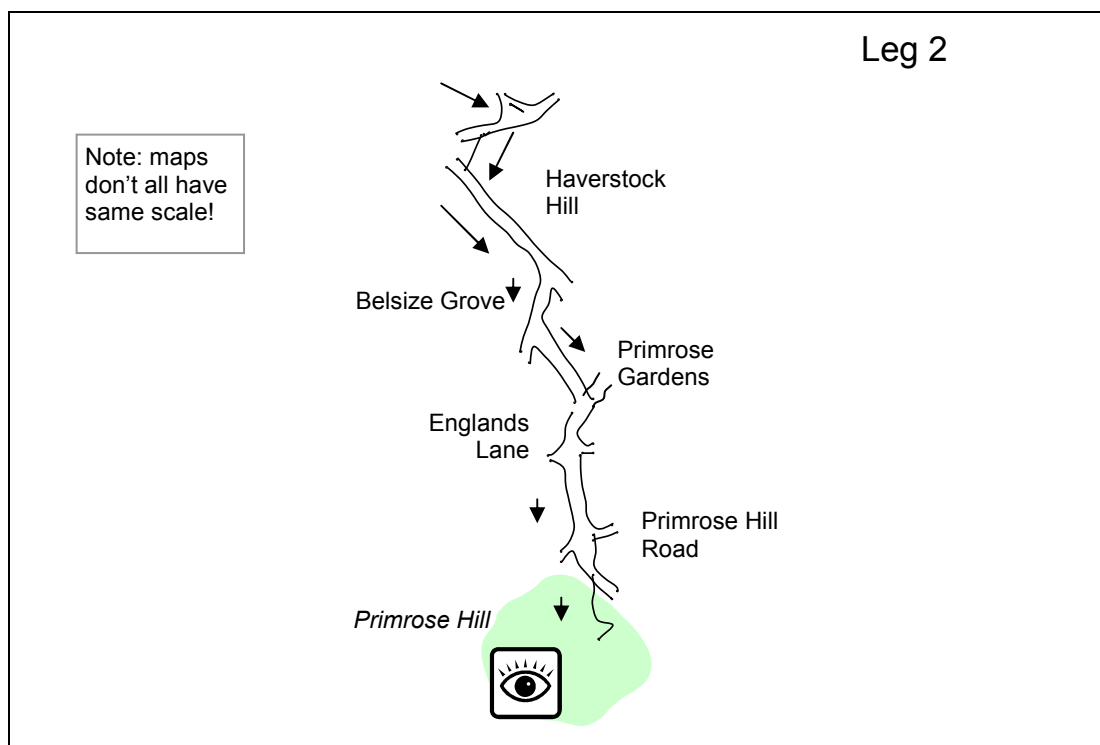 Leg 2
Note: maps
don’t all have
same scale!
Haverstock
Hill
Belsize Grove
Primrose
Gardens
Englands
Lane
Primrose Hill
Road
Primrose Hill